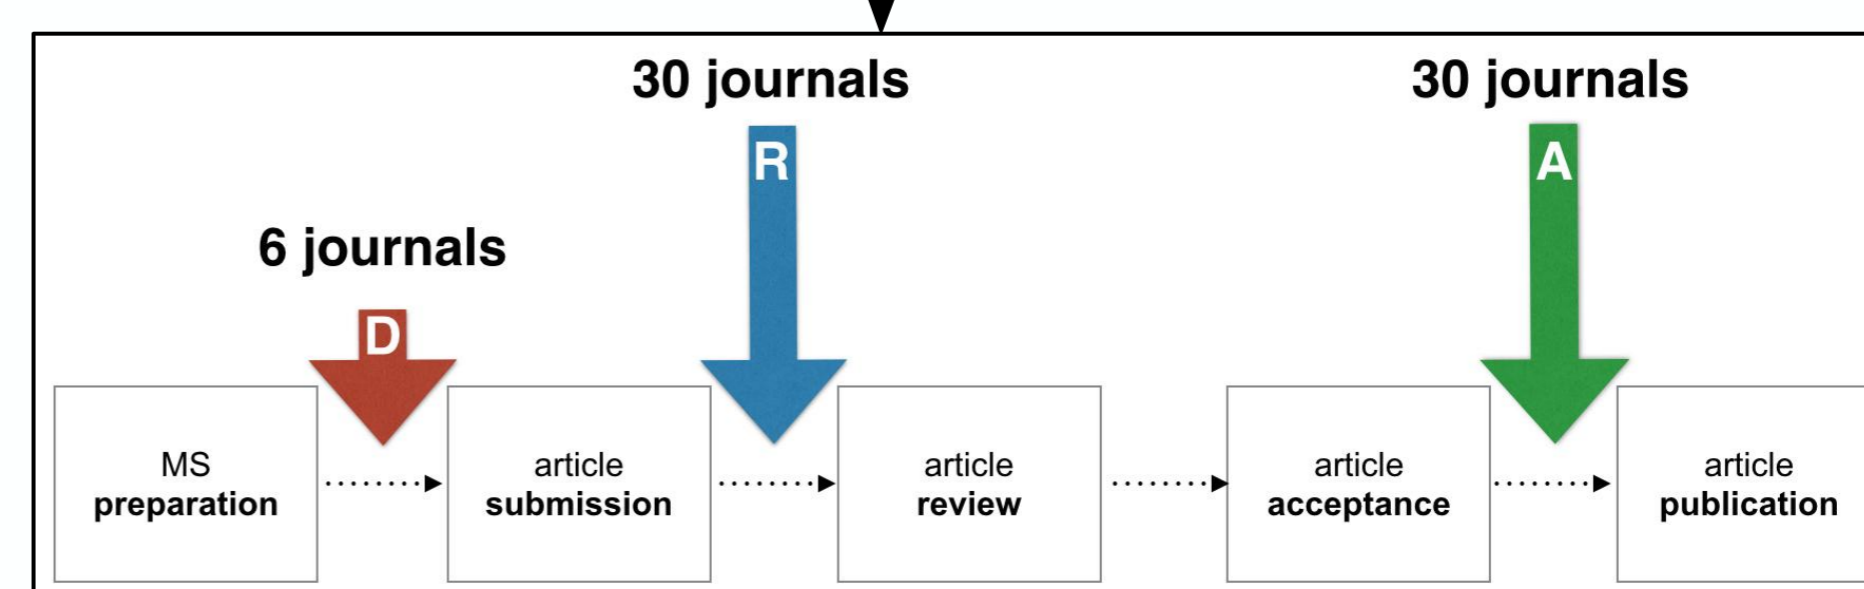 30 journals
30 journals
R
A
6 journals
D
MS
preparation
article
submission
article
review
article
acceptance
article
publication